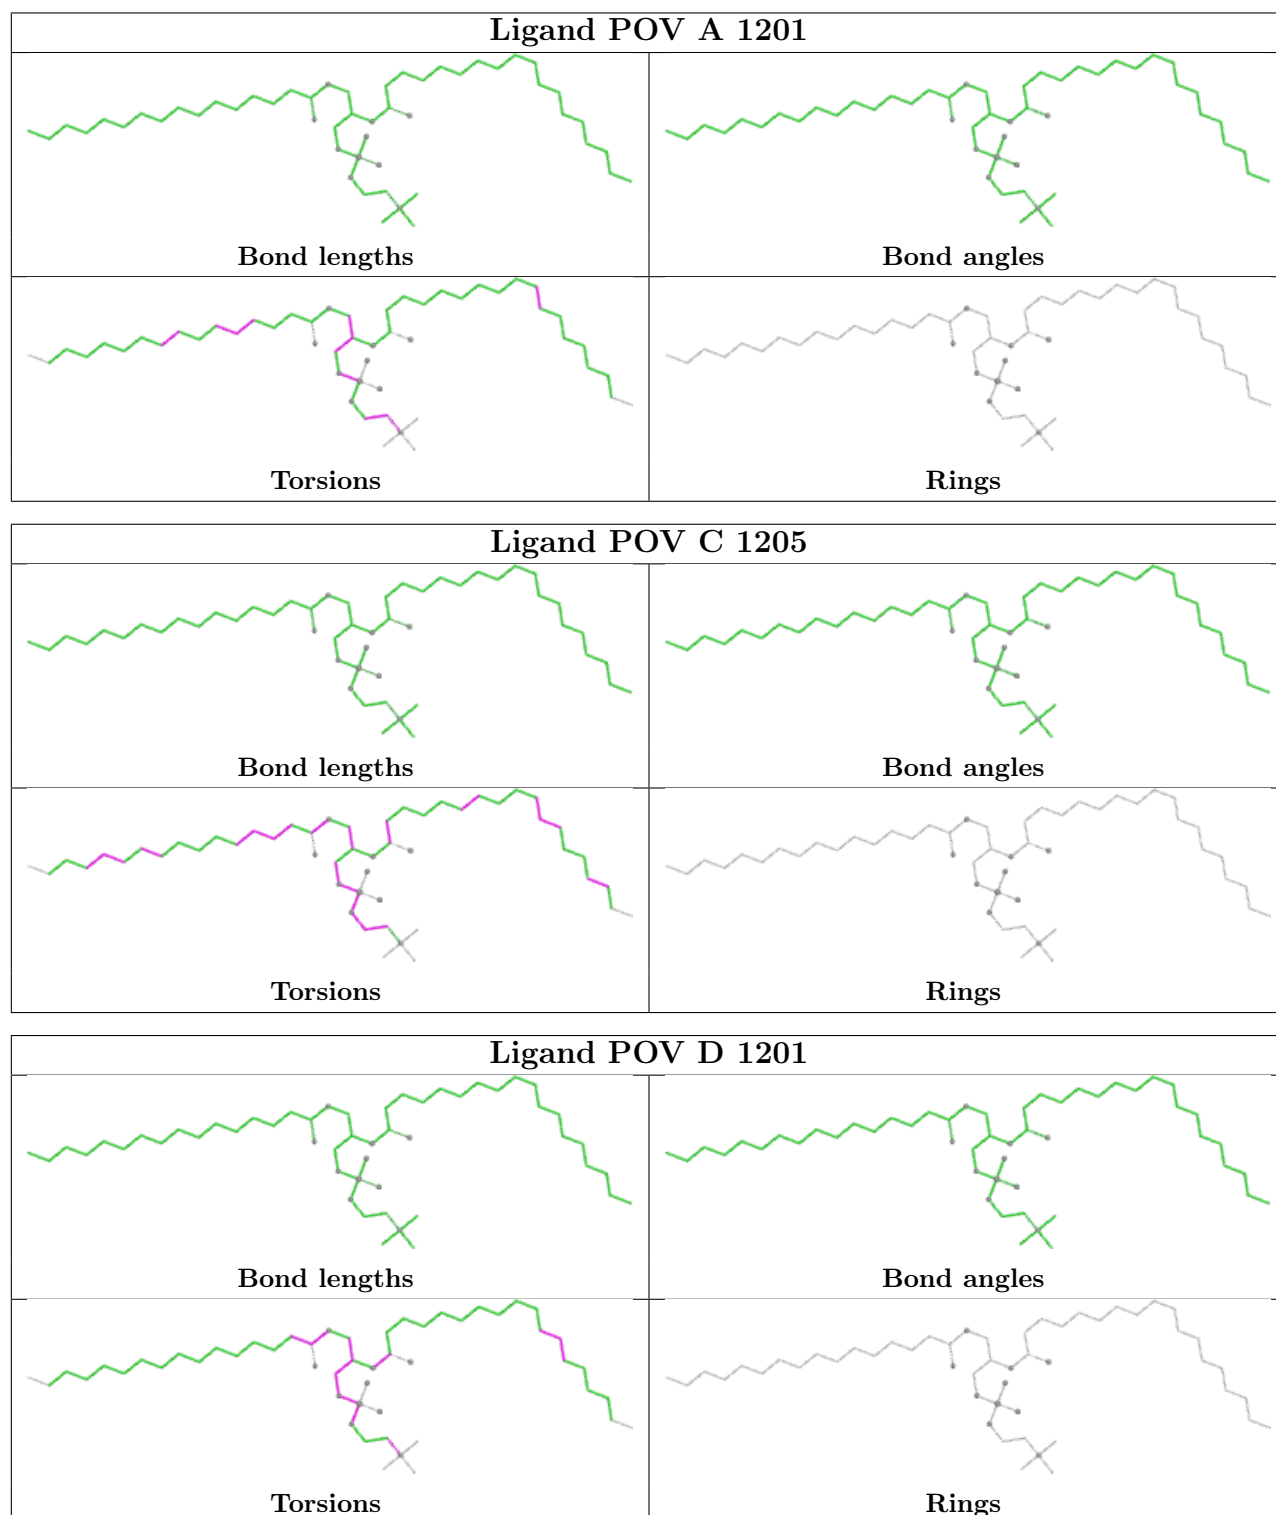 Ligand POV A 1201
Bond lengths
Bond angles
Torsions
Rings
Ligand POV C 1205
Bond lengths
Bond angles
Torsions
Rings
Ligand POV D 1201
Bond lengths
Bond angles
Torsions
Rings